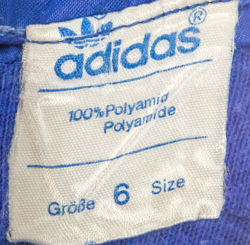 adidas®
100% Polyamid
Polyamide
Größe 6 Size